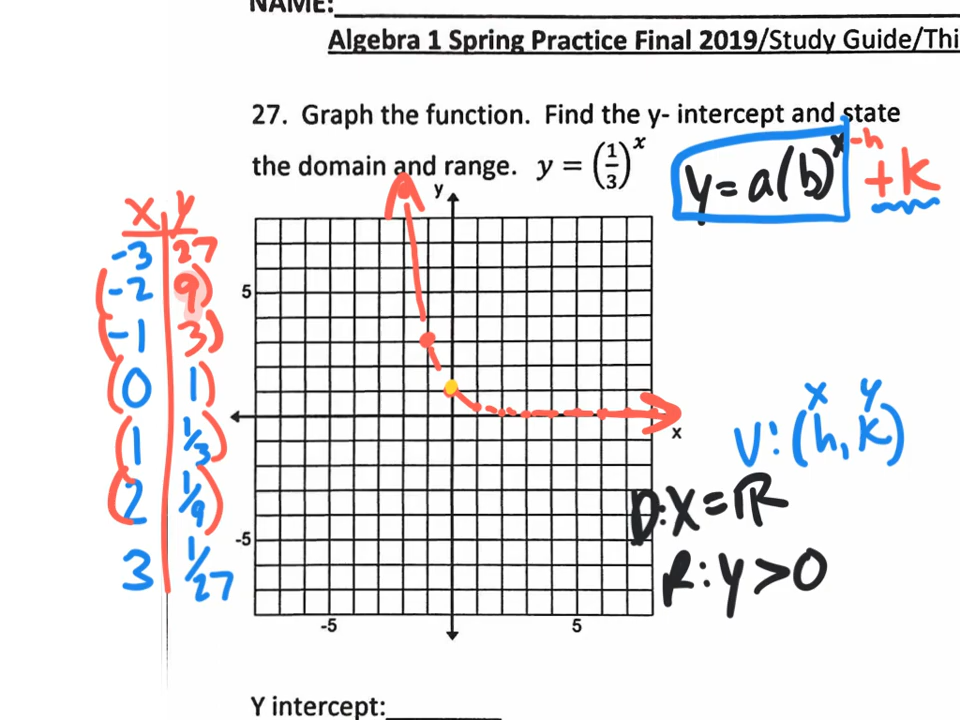 NAME:
Algebra 1 Spring Practice Final 2019/Study Guide/Thi
27. Graph the function. Find the y- intercept and state
the domain and range. y = (1/3)^x
y = a(b)^x-h + k
x y
-3 27
(-2 9)
(-1 3)
(0 1)
(1 1/3)
(2 1/9)
3 1/27
y
5
x
-5
-5 5
x y
V: (h, k)
D: X = ℝ
R: y > 0
Y intercept: